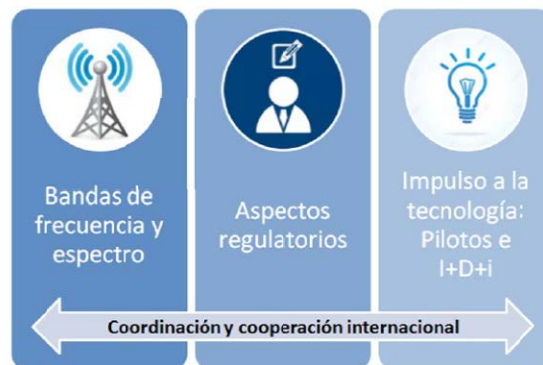 Bandas de
frecuencia y
espectro
Aspectos
regulatorios
Impulso a la
tecnología:
Pilotos e
I+D+i
Coordinación y cooperación internacional